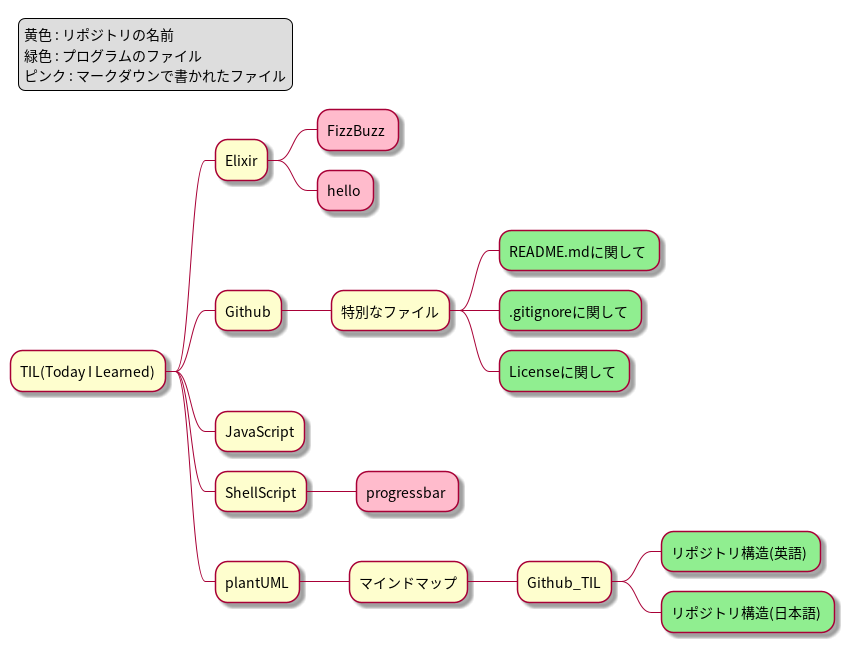 黄色 : リポジトリの名前
緑色 : プログラムのファイル
ピンク : マークダウンで書かれたファイル
TIL(Today I Learned)
Elixir
FizzBuzz
hello
Github
特別なファイル
README.mdに関して
.gitignoreに関して
Licenseに関して
JavaScript
ShellScript
progressbar
plantUML
マインドマップ
Github_TIL
リポジトリ構造(英語)
リポジトリ構造(日本語)